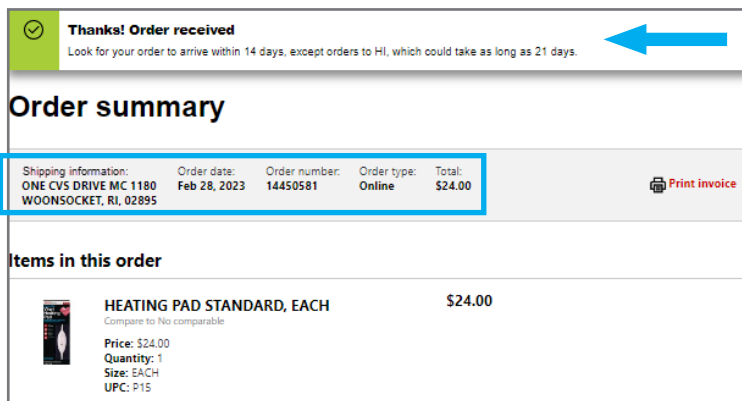 Thanks! Order received
Look for your order to arrive within 14 days, except orders to HI, which could take as long as 21 days.
Order summary
Shipping information: Order date: Order number: Order type: Total:
ONE CVS DRIVE MC 1180 Feb 28, 2023 14450581 Online $24.00
WOONSOCKET, RI, 02895
Print invoice
Items in this order
HEATING PAD STANDARD, EACH $24.00
Compare to No comparable
Price: $24.00
Quantity: 1
Size: EACH
UPC: P15